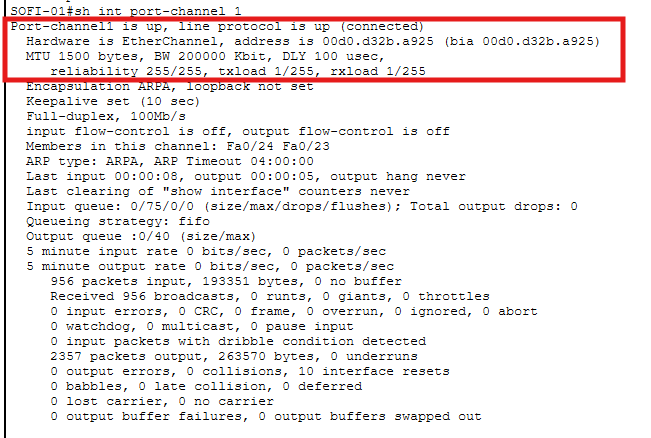 SOFI-01#sh int port-channel 1
Port-channel1 is up, line protocol is up (connected)
Hardware is EtherChannel, address is 00d0.d32b.a925 (bia 00d0.d32b.a925)
MTU 1500 bytes, BW 200000 Kbit, DLY 100 usec,
reliability 255/255, txload 1/255, rxload 1/255
Encapsulation ARPA, loopback not set
Keepalive set (10 sec)
Full-duplex, 100Mb/s
input flow-control is off, output flow-control is off
Members in this channel: Fa0/24 Fa0/23
ARP type: ARPA, ARP Timeout 04:00:00
Last input 00:00:08, output 00:00:05, output hang never
Last clearing of "show interface" counters never
Input queue: 0/75/0/0 (size/max/drops/flushes); Total output drops: 0
Queueing strategy: fifo
Output queue :0/40 (size/max)
5 minute input rate 0 bits/sec, 0 packets/sec
5 minute output rate 0 bits/sec, 0 packets/sec
956 packets input, 193351 bytes, 0 no buffer
Received 956 broadcasts, 0 runts, 0 giants, 0 throttles
0 input errors, 0 CRC, 0 frame, 0 overrun, 0 ignored, 0 abort
0 watchdog, 0 multicast, 0 pause input
0 input packets with dribble condition detected
2357 packets output, 263570 bytes, 0 underruns
0 output errors, 0 collisions, 10 interface resets
0 babbles, 0 late collision, 0 deferred
0 lost carrier, 0 no carrier
0 output buffer failures, 0 output buffers swapped out